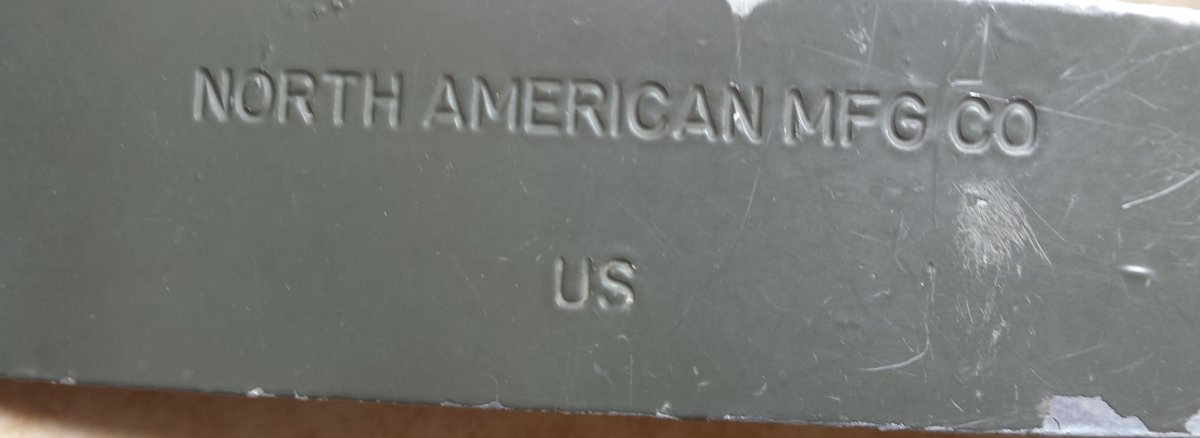 NORTH AMERICAN MFG CO
US